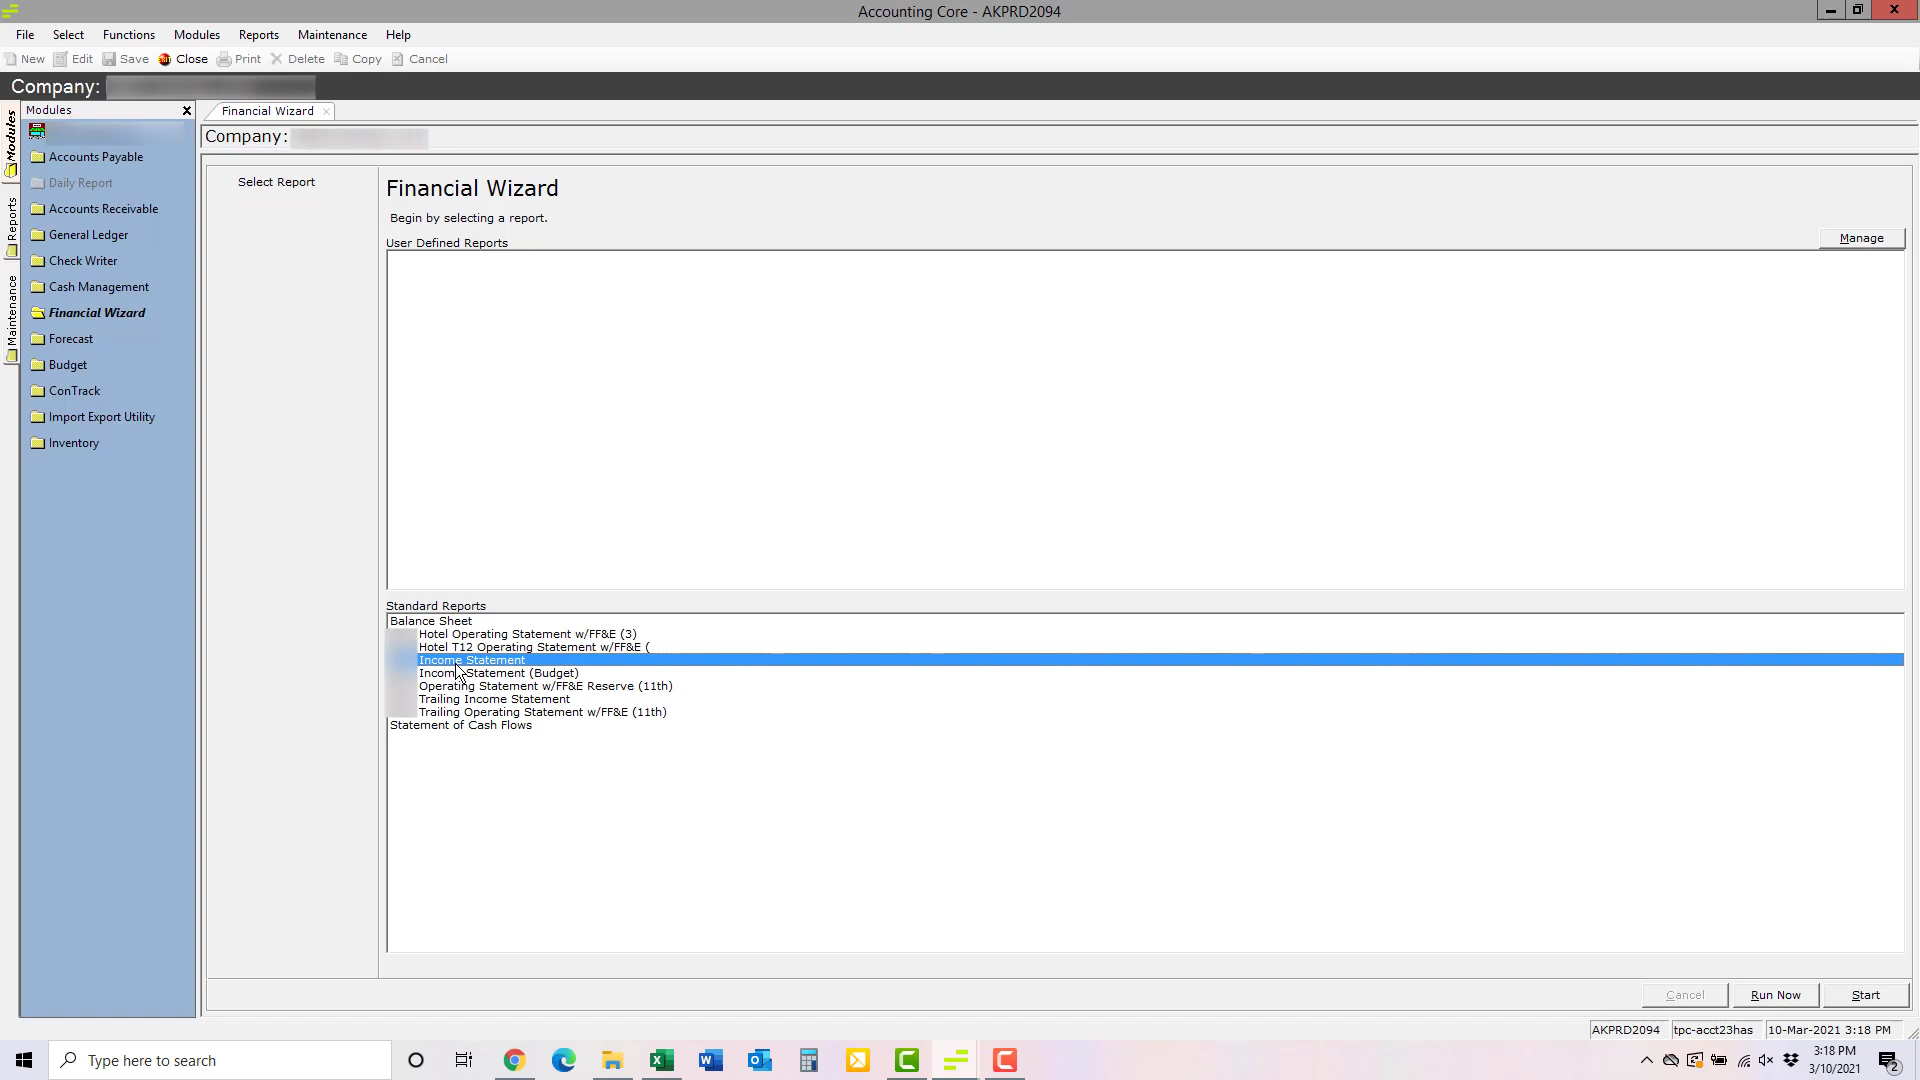 Accounting Core - AKPRD2094
File Select Functions Modules Reports Maintenance Help
New Edit Save Close Print Delete Copy Cancel
Company:
Modules
Modules
Reports
Maintenance
Accounts Payable
Daily Report
Accounts Receivable
General Ledger
Check Writer
Cash Management
Financial Wizard
Forecast
Budget
ConTrack
Import Export Utility
Inventory
Financial Wizard
Company:
Select Report
Financial Wizard
Begin by selecting a report.
User Defined Reports
Manage
Standard Reports
Balance Sheet
Hotel Operating Statement w/FF&E (3)
Hotel T12 Operating Statement w/FF&E (
Income Statement
Income Statement (Budget)
Operating Statement w/FF&E Reserve (11th)
Trailing Income Statement
Trailing Operating Statement w/FF&E (11th)
Statement of Cash Flows
Cancel Run Now Start
AKPRD2094 tpc-acct23has 10-Mar-2021 3:18 PM
Type here to search
3:18 PM
3/10/2021
2